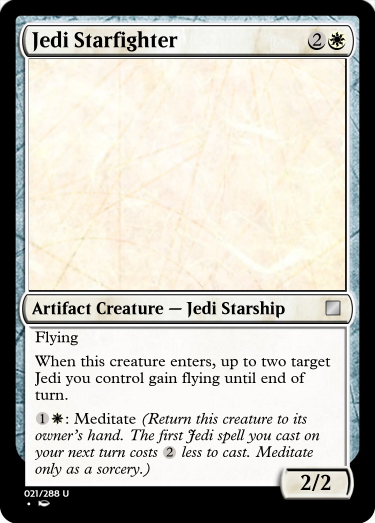 Jedi Starfighter 2
Artifact Creature — Jedi Starship
Flying
When this creature enters, up to two target
Jedi you control gain flying until end of
turn.
1 : Meditate (Return this creature to its
owner's hand. The first Jedi spell you cast on
your next turn costs 2 less to cast. Meditate
only as a sorcery.)
2/2
021/288 U